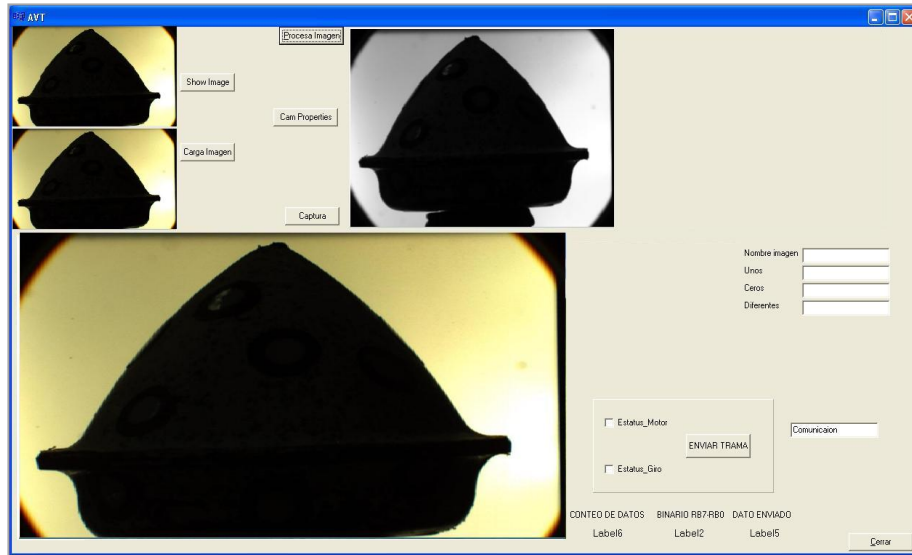 AVT
Procesa Imagen
Show Image
Cam Properties
Carga Imagen
Captura
Nombre imagen
Unos
Ceros
Diferentes
Estatus_Motor
ENVIAR TRAMA
Comunicaion
Estatus_Giro
CONTEO DE DATOS BINARIO RB7-RB0 DATO ENVIADO
Label6 Label2 Label5
Cerrar